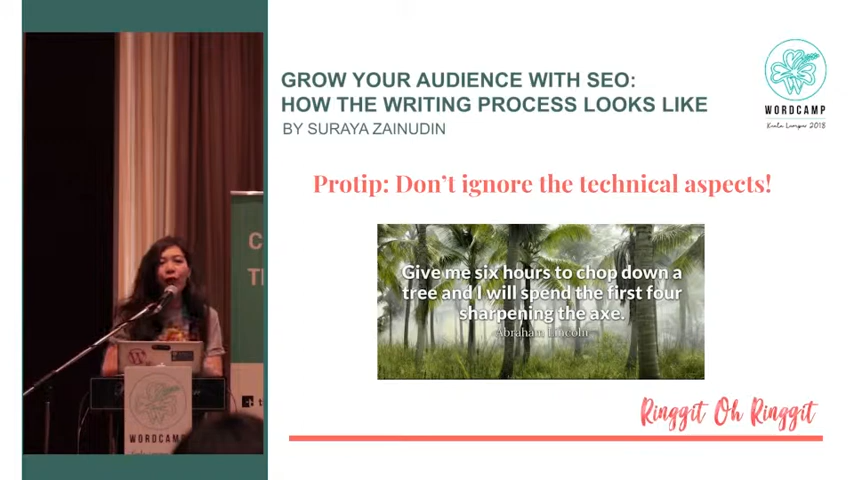 GROW YOUR AUDIENCE WITH SEO:
HOW THE WRITING PROCESS LOOKS LIKE
BY SURAYA ZAINUDIN
WORDCAMP
Kuala Lumpur 2018
Protip: Don't ignore the technical aspects!
Give me six hours to chop down a
tree and I will spend the first four
sharpening the axe.
Abraham Lincoln
Ringgit Oh Ringgit
WORDCAMP